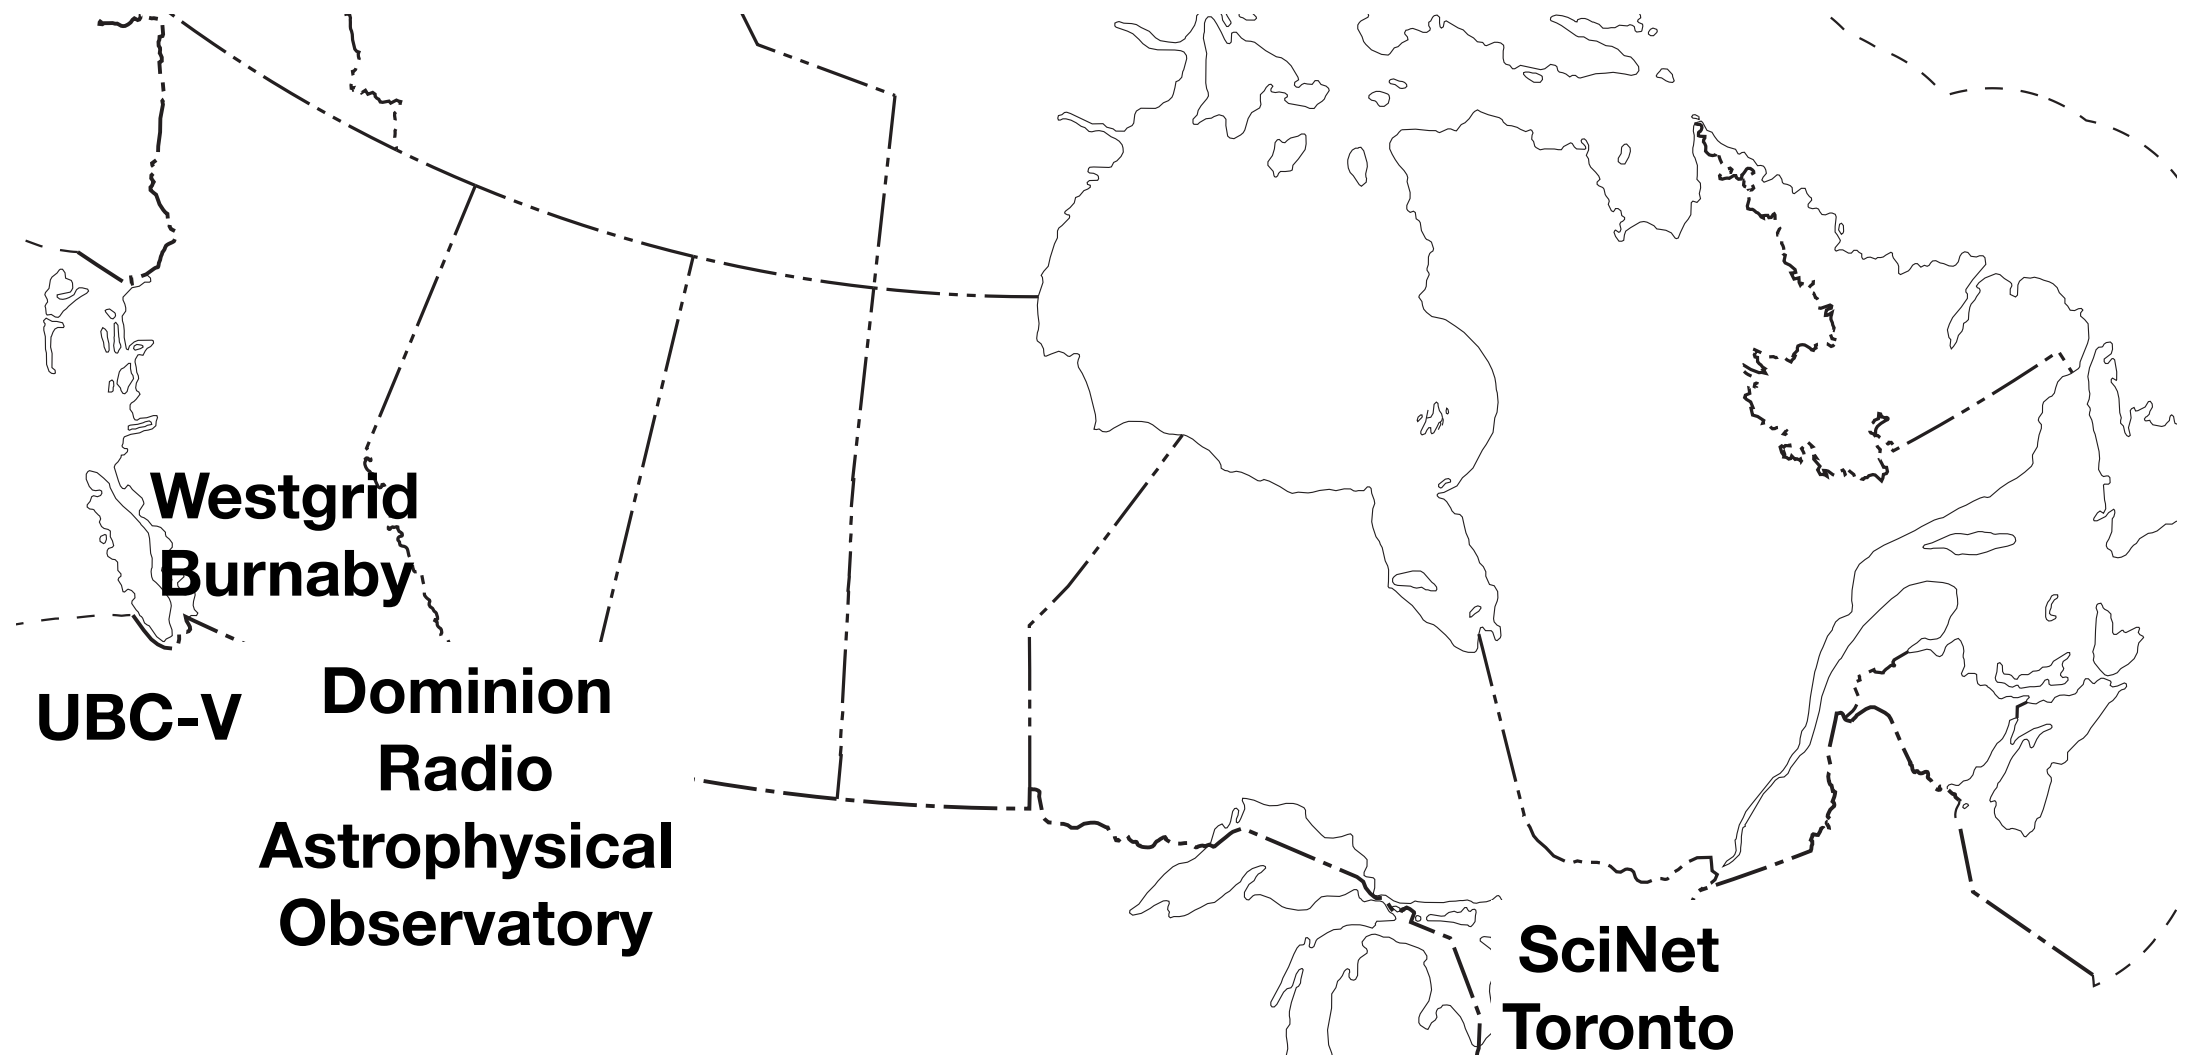 Westgrid
Burnaby
UBC-V
Dominion
Radio
Astrophysical
Observatory
SciNet
Toronto